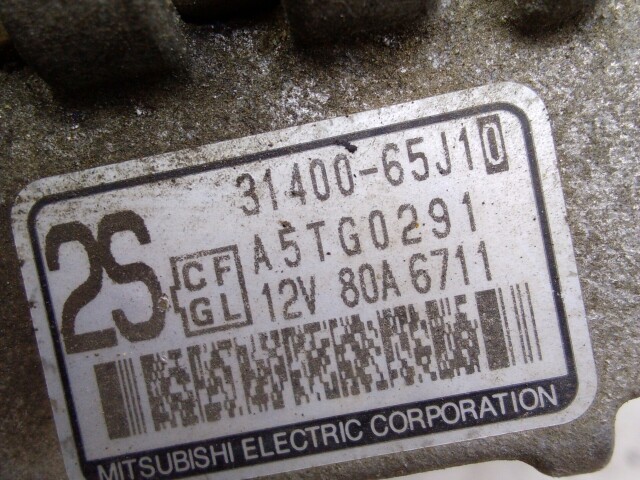 31400-65J10
2S
CF
GL
A5TG0291
12V 80A 6711
MITSUBISHI ELECTRIC CORPORATION